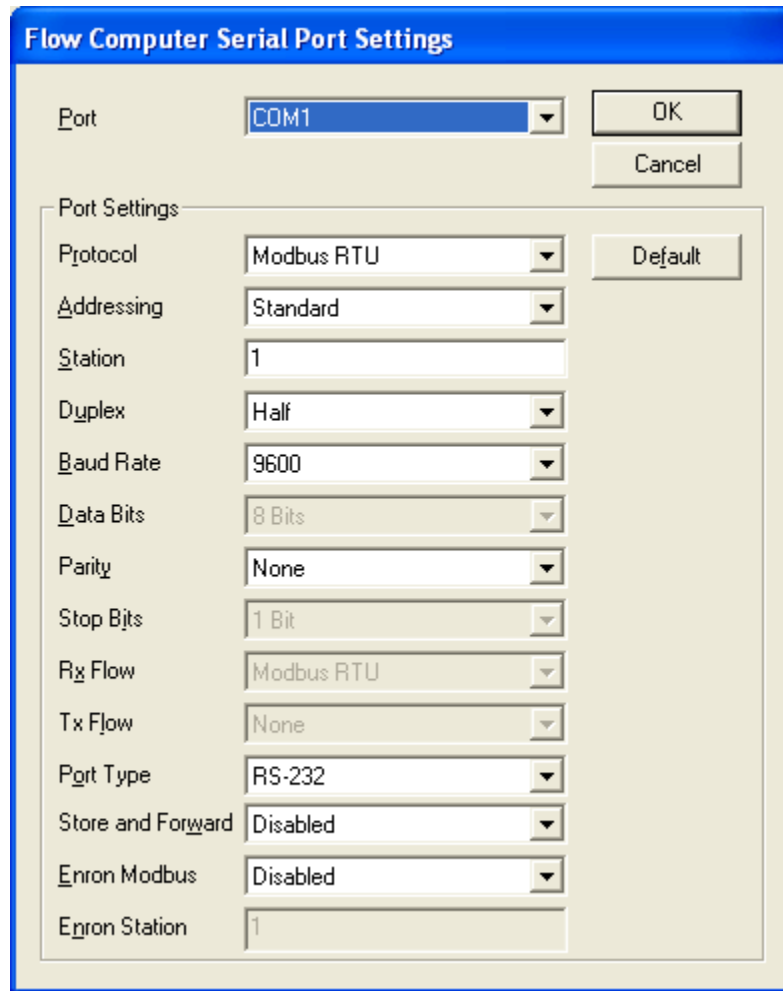 Flow Computer Serial Port Settings
Port COM1 OK
Cancel
Port Settings
Protocol Modbus RTU Default
Addressing Standard
Station 1
Duplex Half
Baud Rate 9600
Data Bits 8 Bits
Parity None
Stop Bits 1 Bit
Rx Flow Modbus RTU
Tx Flow None
Port Type RS-232
Store and Forward Disabled
Enron Modbus Disabled
Enron Station 1